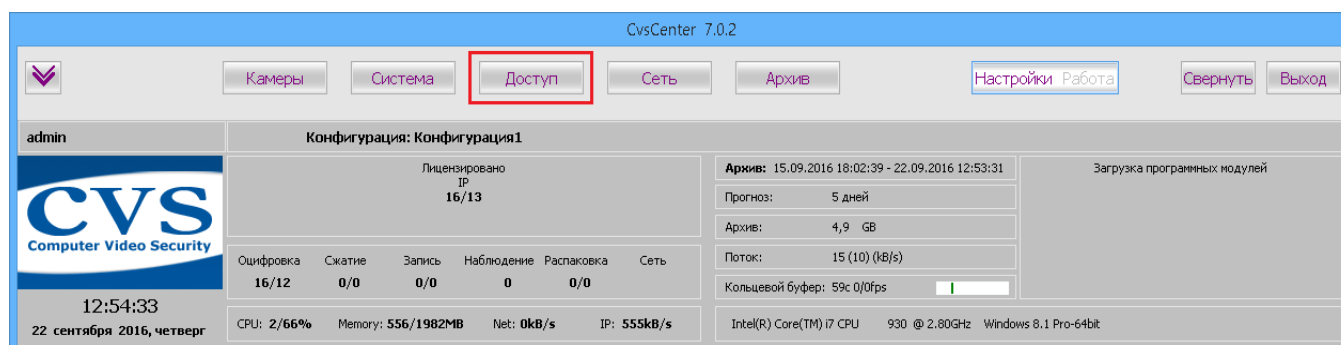 CvsCenter 7.0.2
Камеры Система Доступ Сеть Архив Настройки Работа Свернуть Выход
admin Конфигурация: Конфигурация1
CVS
Computer Video Security
12:54:33
22 сентября 2016, четверг
Лицензировано
IP
16/13
Оцифровка Сжатие Запись Наблюдение Распаковка Сеть
16/12 0/0 0/0 0 0/0
CPU: 2/66% Memory: 556/1982MB Net: 0kB/s IP: 555kB/s
Архив: 15.09.2016 18:02:39 - 22.09.2016 12:53:31
Прогноз: 5 дней
Архив: 4,9 GB
Поток: 15 (10) (kB/s)
Кольцевой буфер: 59с 0/0fps
Intel(R) Core(TM) i7 CPU 930 @ 2.80GHz Windows 8.1 Pro-64bit
Загрузка программных модулей